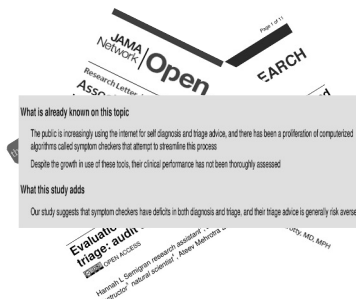 Page 1 of 11
JAMA
Network
Open
EARCH
Research Letter
What is already known on this topic
The public is increasingly using the internet for self diagnosis and triage advice, and there has been a proliferation of computerized
algorithms called symptom checkers that attempt to streamline this process
Despite the growth in use of these tools, their clinical performance has not been thoroughly assessed
What this study adds
Our study suggests that symptom checkers have deficits in both diagnosis and triage, and their triage advice is generally risk averse
triage: audit
OPEN ACCESS
Hannah L Semigran research assistant
natural scientist, Ateev Mehrotra
MD, MPH